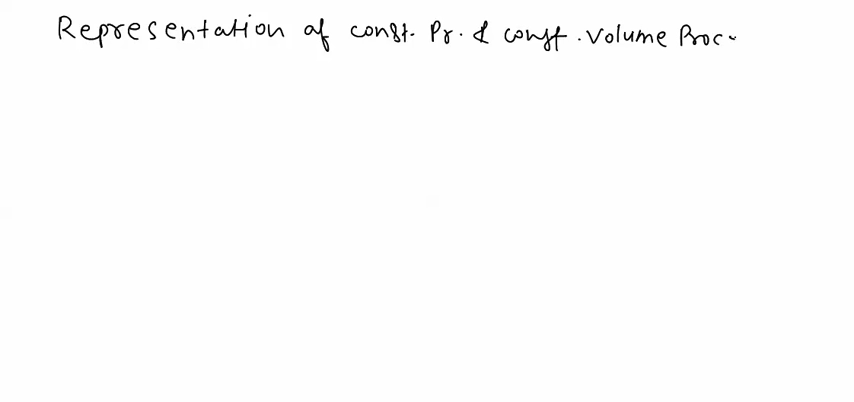 Representation of const. Pr. & const. volume Proc.